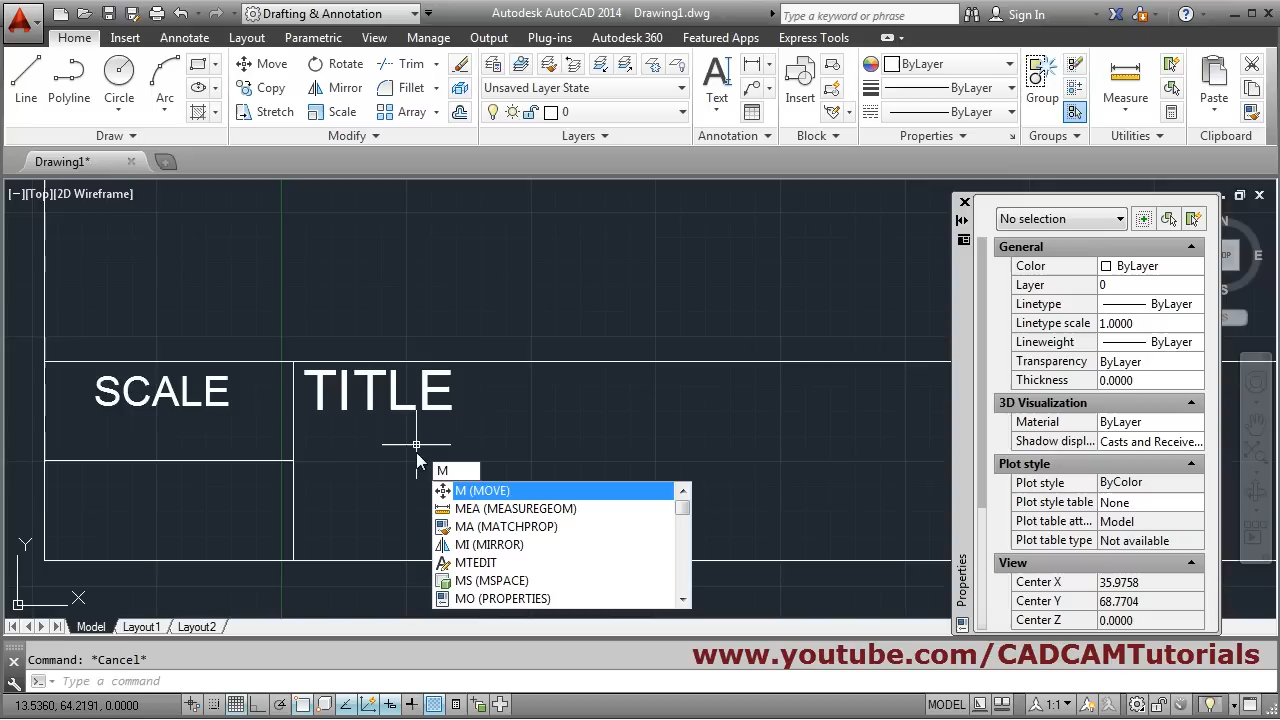 Drafting & Annotation
Autodesk AutoCAD 2014 Drawing1.dwg
Type a keyword or phrase
Sign In
Home Insert Annotate Layout Parametric View Manage Output Plug-ins Autodesk 360 Featured Apps Express Tools
Line Polyline Circle Arc
Draw
Move Rotate Trim
Copy Mirror Fillet
Stretch Scale Array
Modify
Unsaved Layer State
0
Layers
Text
Annotation
Insert
Block
ByLayer
ByLayer
ByLayer
Properties
Group
Groups
Measure
Utilities
Paste
Clipboard
Drawing1*
[−][Top][2D Wireframe]
SCALE
TITLE
M
M (MOVE)
MEA (MEASUREGEOM)
MA (MATCHPROP)
MI (MIRROR)
MTEDIT
MS (MSPACE)
MO (PROPERTIES)
Y
X
N
OP
E
S
No selection
General
Color ByLayer
Layer 0
Linetype ByLayer
Linetype scale 1.0000
Lineweight ByLayer
Transparency ByLayer
Thickness 0.0000
3D Visualization
Material ByLayer
Shadow displ... Casts and Receive...
Plot style
Plot style ByColor
Plot style table None
Plot table att... Model
Plot table type Not available
View
Center X 35.9758
Center Y 68.7704
Center Z 0.0000
Properties
Model Layout1 Layout2
Command: *Cancel*
Type a command
www.youtube.com/CADCAMTutorials
13.5360, 64.2191, 0.0000
MODEL
1:1